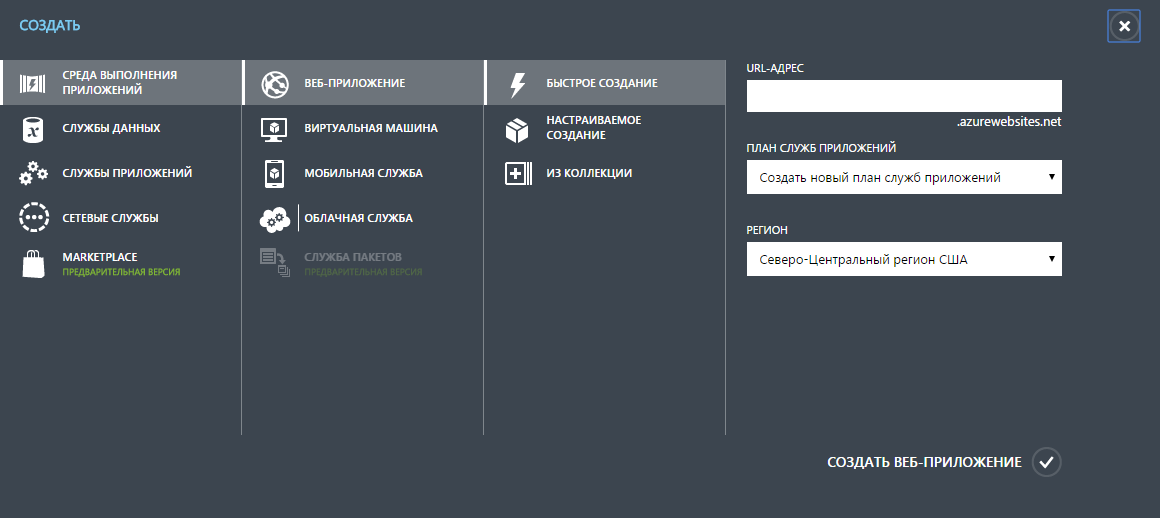 СОЗДАТЬ
СРЕДА ВЫПОЛНЕНИЯ
ПРИЛОЖЕНИЙ
СЛУЖБЫ ДАННЫХ
СЛУЖБЫ ПРИЛОЖЕНИЙ
СЕТЕВЫЕ СЛУЖБЫ
MARKETPLACE
ПРЕДВАРИТЕЛЬНАЯ ВЕРСИЯ
ВЕБ-ПРИЛОЖЕНИЕ
ВИРТУАЛЬНАЯ МАШИНА
МОБИЛЬНАЯ СЛУЖБА
ОБЛАЧНАЯ СЛУЖБА
СЛУЖБА ПАКЕТОВ
ПРЕДВАРИТЕЛЬНАЯ ВЕРСИЯ
БЫСТРОЕ СОЗДАНИЕ
НАСТРАИВАЕМОЕ
СОЗДАНИЕ
ИЗ КОЛЛЕКЦИИ
URL-АДРЕС
.azurewebsites.net
ПЛАН СЛУЖБ ПРИЛОЖЕНИЙ
Создать новый план служб приложений
РЕГИОН
Северо-Центральный регион США
СОЗДАТЬ ВЕБ-ПРИЛОЖЕНИЕ